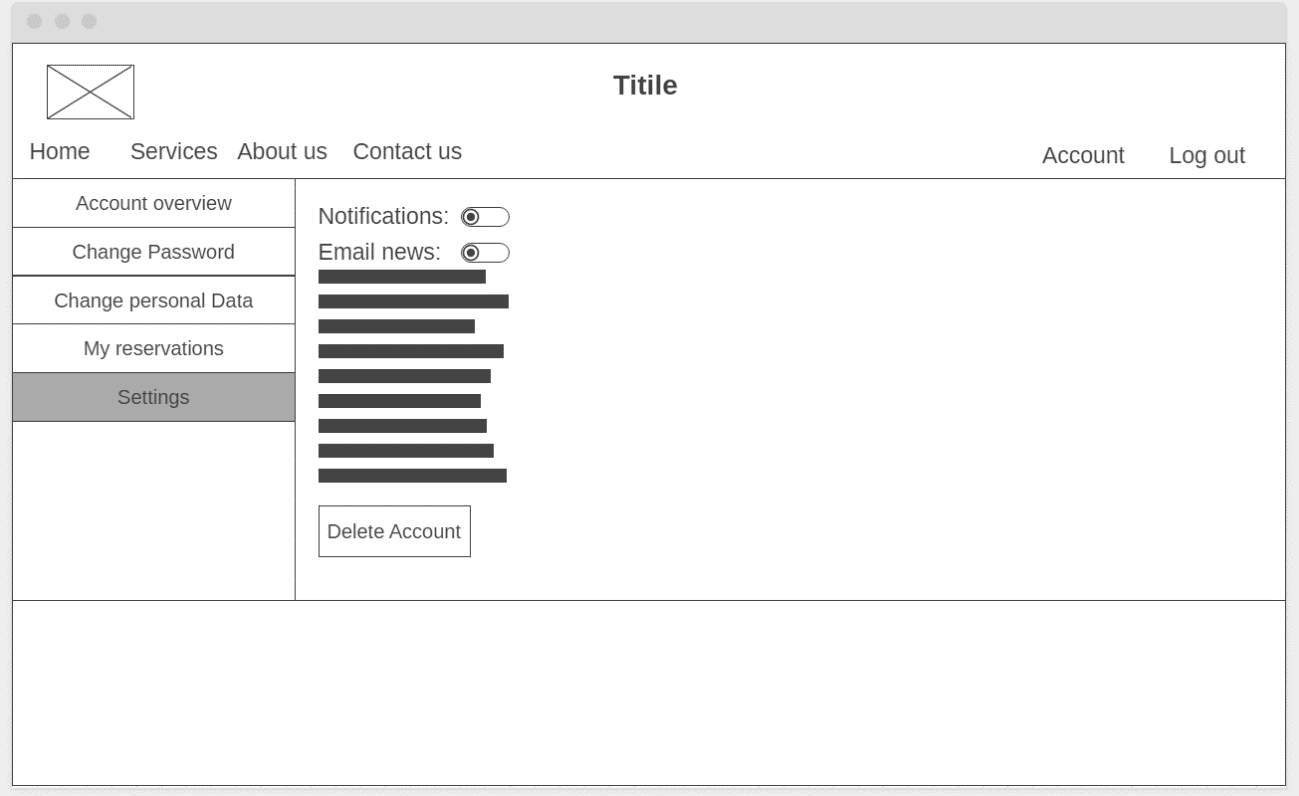 Titile
Home Services About us Contact us Account Log out
Account overview
Change Password
Change personal Data
My reservations
Settings
Notifications:
Email news:
Delete Account